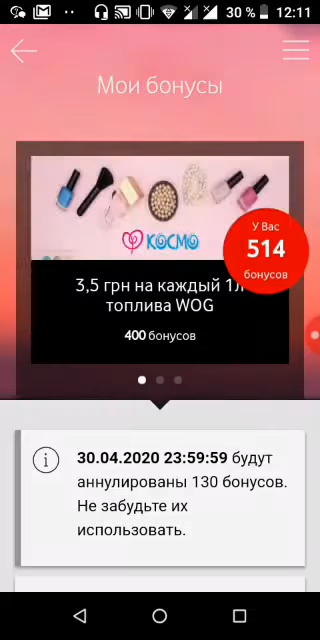 30 % 12:11
Мои бонусы
космо
У Вас
514
бонусов
3,5 грн на каждый 1л
топлива WOG
400 бонусов
30.04.2020 23:59:59 будут
аннулированы 130 бонусов.
Не забудьте их
использовать.